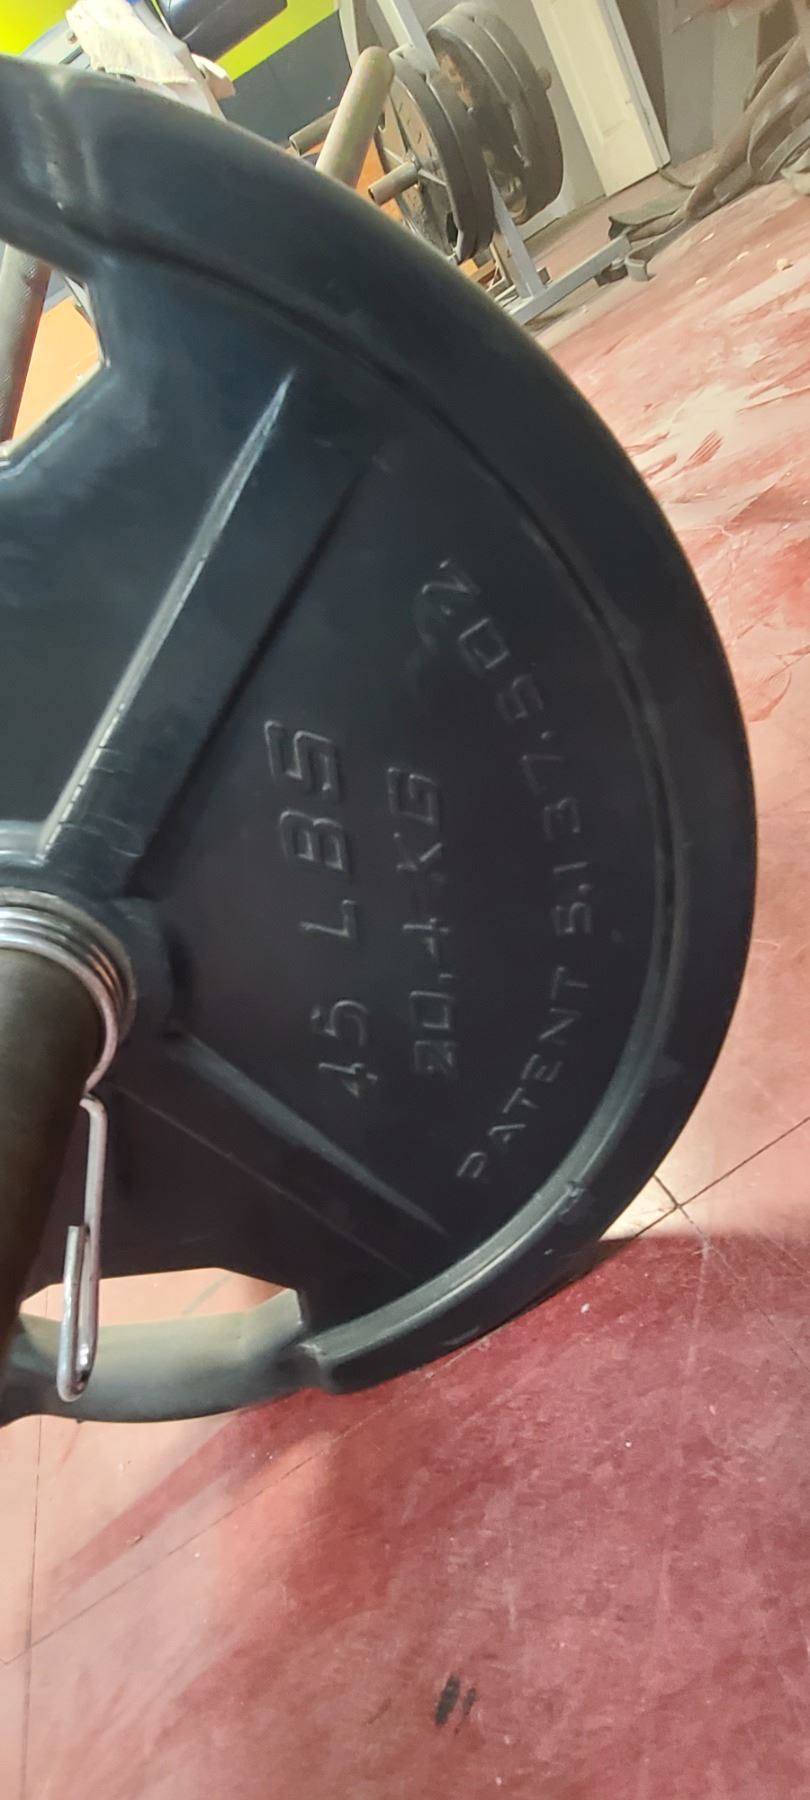 45 LBS
20.4 KG
PATENT 5,137,502